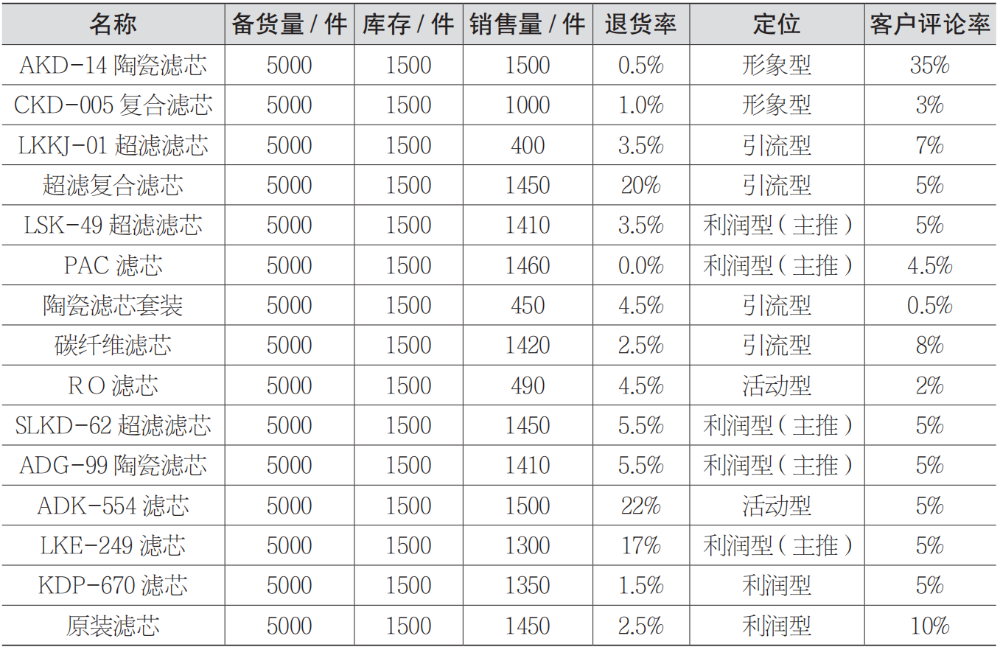 名称 备货量/件 库存/件 销售量/件 退货率 定位 客户评论率
AKD-14 陶瓷滤芯 5000 1500 1500 0.5% 形象型 35%
CKD-005 复合滤芯 5000 1500 1000 1.0% 形象型 3%
LKKJ-01 超滤滤芯 5000 1500 400 3.5% 引流型 7%
超滤复合滤芯 5000 1500 1450 20% 引流型 5%
LSK-49 超滤滤芯 5000 1500 1410 3.5% 利润型(主推) 5%
PAC 滤芯 5000 1500 1460 0.0% 利润型(主推) 4.5%
陶瓷滤芯套装 5000 1500 450 4.5% 引流型 0.5%
碳纤维滤芯 5000 1500 1420 2.5% 引流型 8%
RO 滤芯 5000 1500 490 4.5% 活动型 2%
SLKD-62 超滤滤芯 5000 1500 1450 5.5% 利润型(主推) 5%
ADG-99 陶瓷滤芯 5000 1500 1410 5.5% 利润型(主推) 5%
ADK-554 滤芯 5000 1500 1500 22% 活动型 5%
LKE-249 滤芯 5000 1500 1300 17% 利润型(主推) 5%
KDP-670 滤芯 5000 1500 1350 1.5% 利润型 5%
原装滤芯 5000 1500 1450 2.5% 利润型 10%